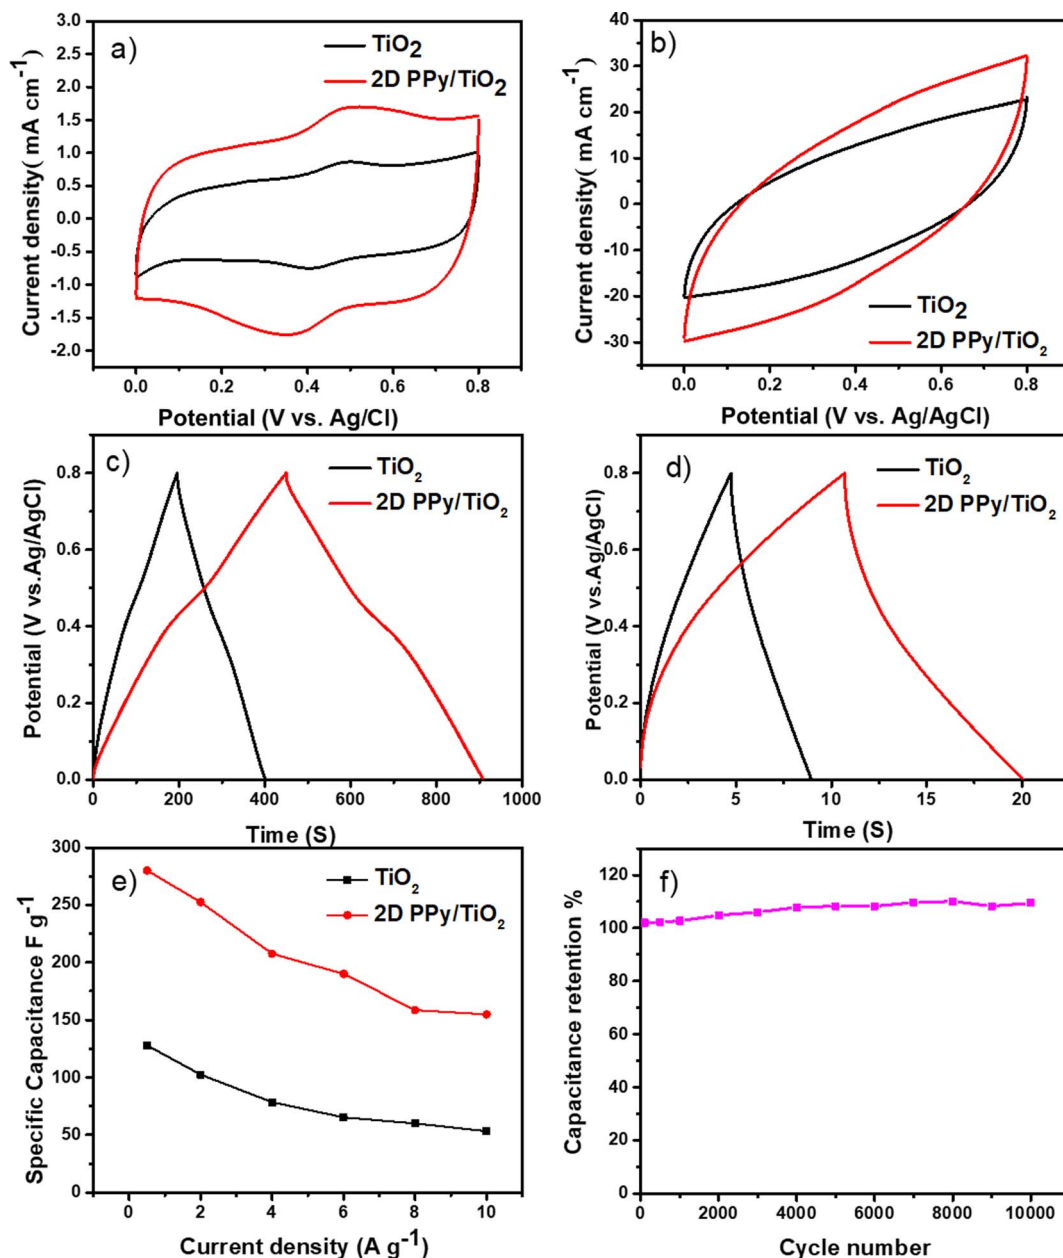 a)
TiO2
2D PPy/TiO2
3.0
2.5
2.0
1.5
1.0
0.5
0.0
-0.5
-1.0
-1.5
-2.0
Current density( mA cm-1)
0.0 0.2 0.4 0.6 0.8
Potential (V vs. Ag/Cl)
b)
40
30
20
10
0
-10
-20
-30
Current density( mA cm-1)
TiO2
2D PPy/TiO2
0.0 0.2 0.4 0.6 0.8
Potential (V vs. Ag/AgCl)
c)
TiO2
2D PPy/TiO2
0.8
0.6
0.4
0.2
0.0
Potential (V vs.Ag/AgCl)
0 200 400 600 800 1000
Time (S)
d)
TiO2
2D PPy/TiO2
0.8
0.6
0.4
0.2
0.0
Potential (V vs.Ag/AgCl)
0 5 10 15 20
Time (S)
e)
TiO2
2D PPy/TiO2
300
250
200
150
100
50
0
Specific Capacitance F g-1
0 2 4 6 8 10
Current density (A g-1)
f)
120
100
80
60
40
20
0
Capacitance retention %
0 2000 4000 6000 8000 10000
Cycle number